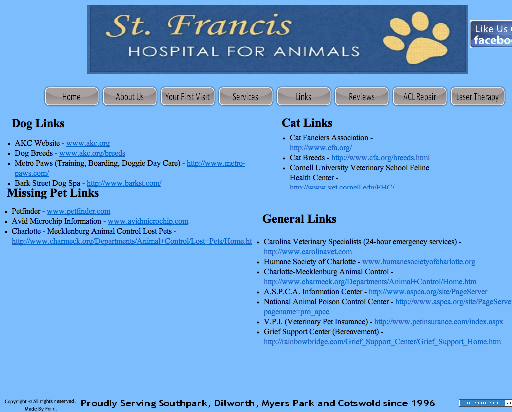 St. Francis
HOSPITAL FOR ANIMALS
Like Us
facebo
Home
About Us
Your First Visit
Services
Links
Reviews
ACL Repair
Laser Therapy
Dog Links
AKC Website - www.akc.org
Dog Breeds - www.akc.org/breeds
Metro Paws (Training, Boarding, Doggie Day Care) - http://www.metro-
paws.com/
Bark Street Dog Spa - http://www.barkst.com/
Missing Pet Links
Petfinder - www.petfinder.com
Avid Microchip Information - www.avidmicrochip.com
Charlotte - Mecklenburg Animal Control Lost Pets -
http://www.charmeck.org/Departments/Animal+Control/Lost_Pets/Home.ht
Cat Links
Cat Fanciers Association -
http://www.cfa.org/
Cat Breeds - http://www.cfa.org/breeds.html
Cornell University Veterinary School Feline
Health Center -
http://www.vet.cornell.edu/FHC/
General Links
Carolina Veterinary Specialists (24-hour emergency services) -
http://www.carolinavet.com
Humane Society of Charlotte - www.humanesocietyofcharlotte.org
Charlotte-Mecklenburg Animal Control -
http://www.charmeck.org/Departments/Animal+Control/Home.htm
A.S.P.C.A. Information Center - http://www.aspca.org/site/PageServer
National Animal Poison Control Center - http://www.aspca.org/site/PageServe
pagename=pro_apcc
V.P.I. (Veterinary Pet Insurance) - http://www.petinsurance.com/index.aspx
Grief Support Center (Bereavement) -
http://rainbowbridge.com/Grief_Support_Center/Grief_Support_Home.htm
Copyright © All rights reserved.
Made By
Proudly Serving Southpark, Dilworth, Myers Park and Cotswold since 1996